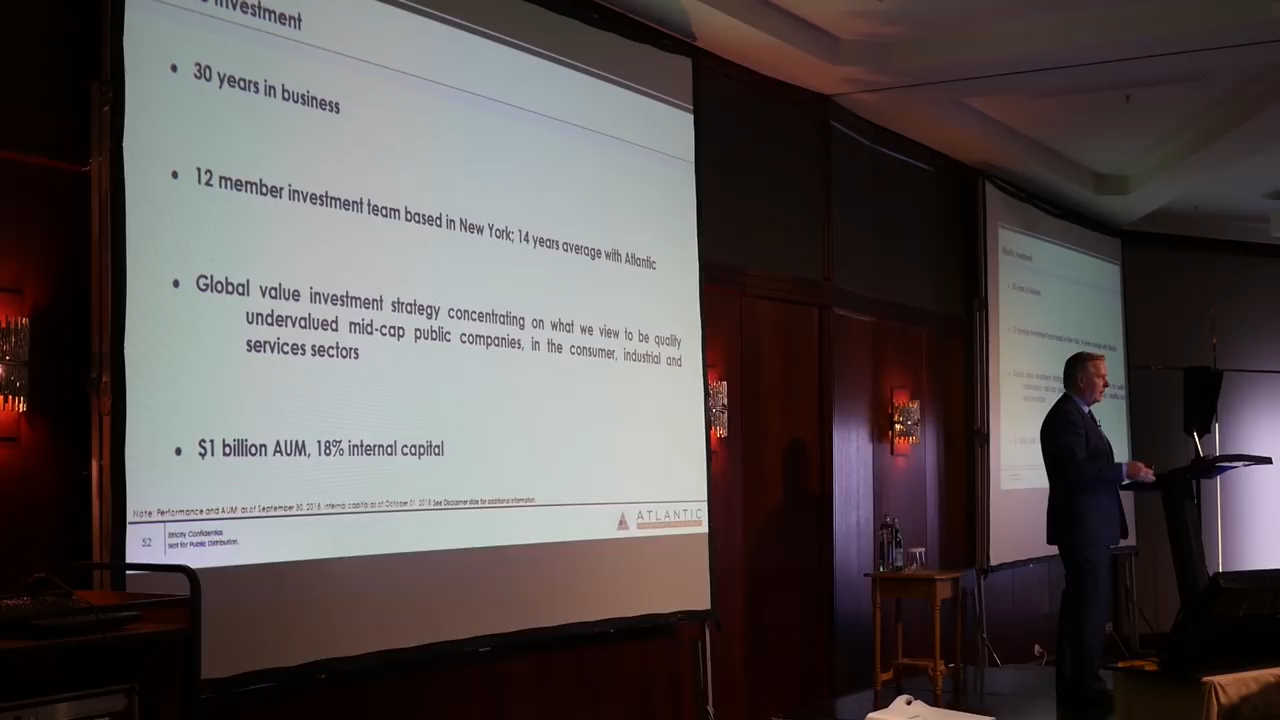 Investment
• 30 years in business
• 12 member investment team based in New York; 14 years average with Atlantic
• Global value investment strategy concentrating on what we view to be quality
undervalued mid-cap public companies, in the consumer, industrial and
services sectors
• $1 billion AUM, 18% internal capital
Note: Performance and AUM, as of September 30, 2018, internal capital as of October 01, 2018 See Disclaimer slide for additional information.
52
Strictly Confidential.
Not for Public Distribution.
ATLANTIC